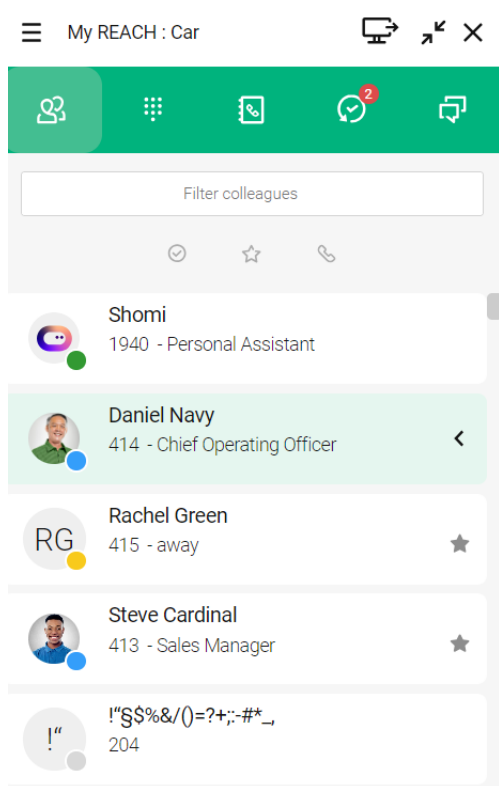 My REACH : Car
2
Filter colleagues
Shomi
1940 - Personal Assistant
Daniel Navy
414 - Chief Operating Officer
RG
Rachel Green
415 - away
Steve Cardinal
413 - Sales Manager
!“
!“§$%&/()=?+;:-#*_,
204